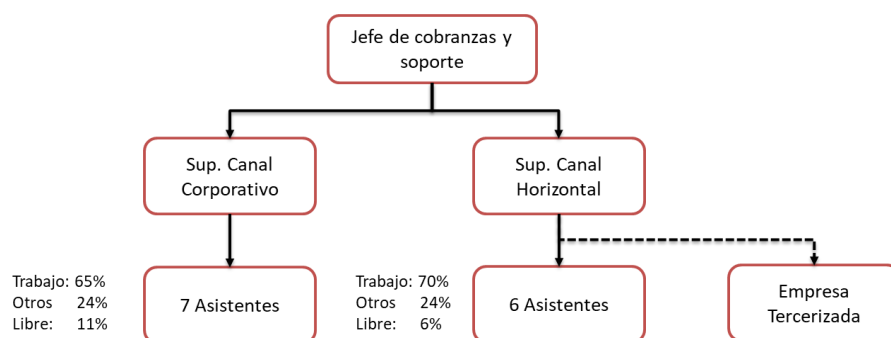 Jefe de cobranzas y
soporte
Sup. Canal
Corporativo
Sup. Canal
Horizontal
Trabajo: 65%
Otros 24%
Libre: 11%
7 Asistentes
Trabajo: 70%
Otros 24%
Libre: 6%
6 Asistentes
Empresa
Tercerizada